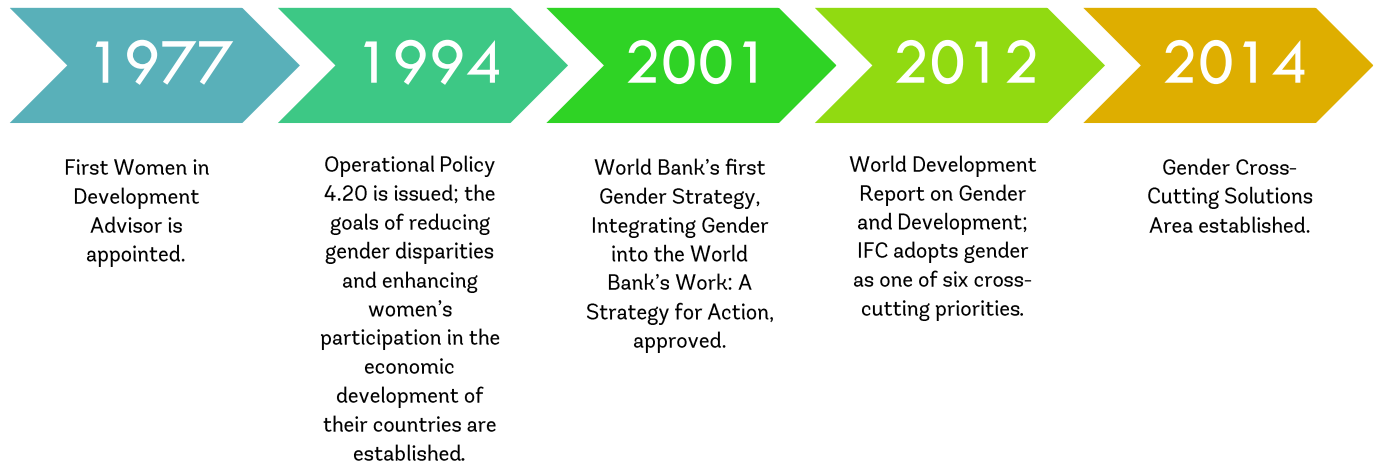 1977
First Women in
Development
Advisor is
appointed.
1994
Operational Policy
4.20 is issued; the
goals of reducing
gender disparities
and enhancing
women’s
participation in the
economic
development of
their countries are
established.
2001
World Bank’s first
Gender Strategy,
Integrating Gender
into the World
Bank’s Work: A
Strategy for Action,
approved.
2012
World Development
Report on Gender
and Development;
IFC adopts gender
as one of six cross-
cutting priorities.
2014
Gender Cross-
Cutting Solutions
Area established.